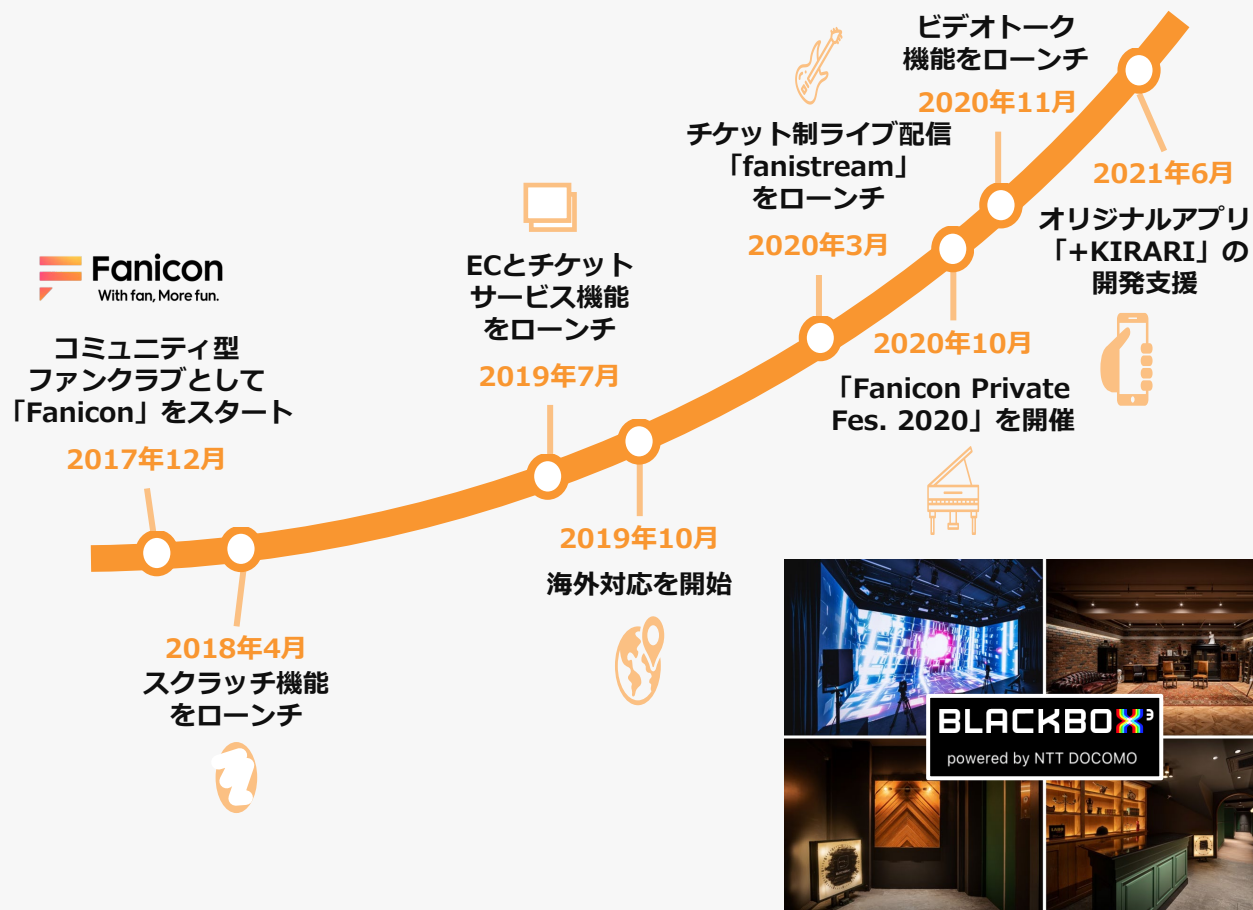 Fanicon
With fan, More fun.
コミュニティ型
ファンクラブとして
「Fanicon」をスタート
2017年12月
2018年4月
スクラッチ機能
をローンチ
ECとチケット
サービス機能
をローンチ
2019年7月
2019年10月
海外対応を開始
チケット制ライブ配信
「fanistream」
をローンチ
2020年3月
2020年10月
「Fanicon Private
Fes. 2020」を開催
ビデオトーク
機能をローンチ
2020年11月
2021年6月
オリジナルアプリ
「+KIRARI」の
開発支援
BLACKBOX³
powered by NTT DOCOMO